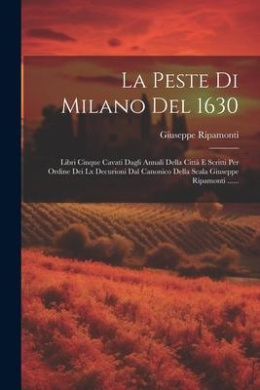 La Peste Di
Milano Del 1630
Giuseppe Ripamonti
Libri Cinque Cavati Dagli Annali Della Città E Scritti Per
Ordine Dei Lx Decurioni Dal Canonico Della Scala Giuseppe
Ripamonti ......